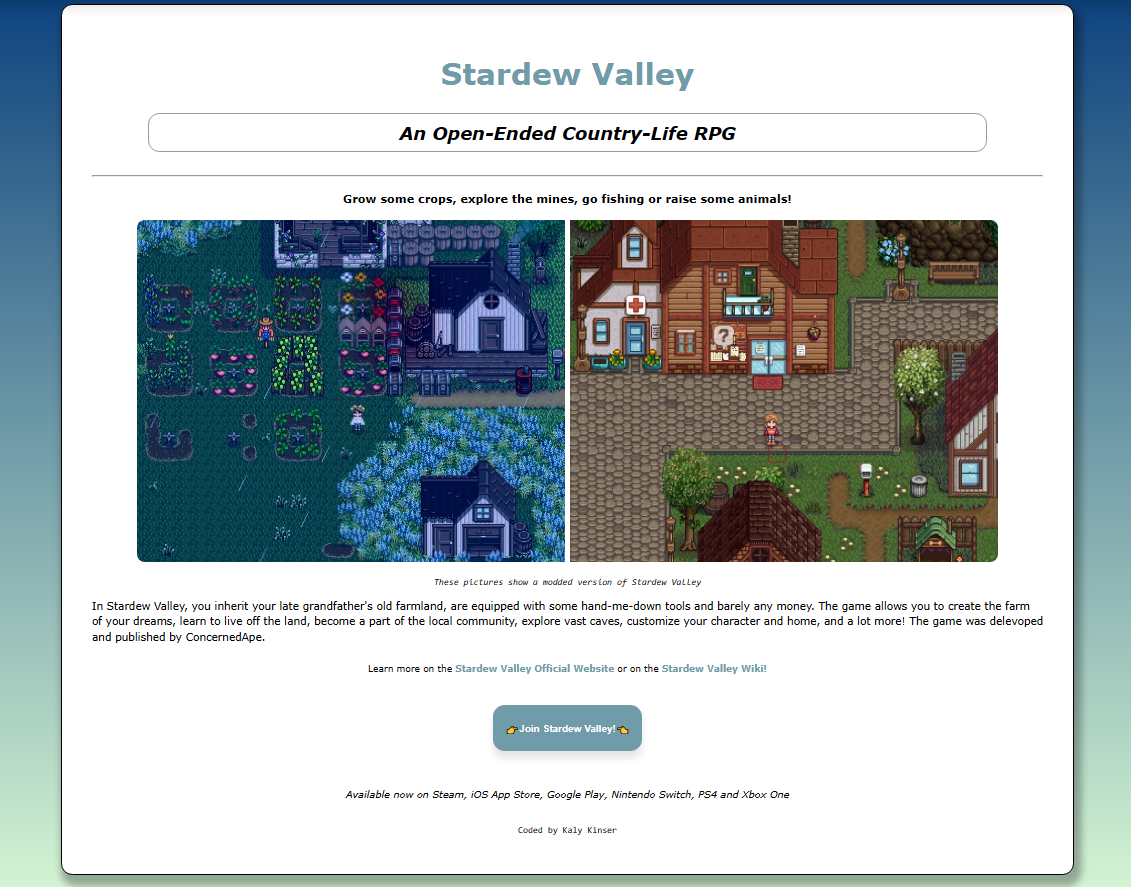 Stardew Valley
An Open-Ended Country-Life RPG
Grow some crops, explore the mines, go fishing or raise some animals!
?
These pictures show a modded version of Stardew Valley
In Stardew Valley, you inherit your late grandfather's old farmland, are equipped with some hand-me-down tools and barely any money. The game allows you to create the farm
of your dreams, learn to live off the land, become a part of the local community, explore vast caves, customize your character and home, and a lot more! The game was delevoped
and published by ConcernedApe.
Learn more on the Stardew Valley Official Website or on the Stardew Valley Wiki!
👉Join Stardew Valley!👈
Available now on Steam, iOS App Store, Google Play, Nintendo Switch, PS4 and Xbox One
Coded by Kaly Kinser